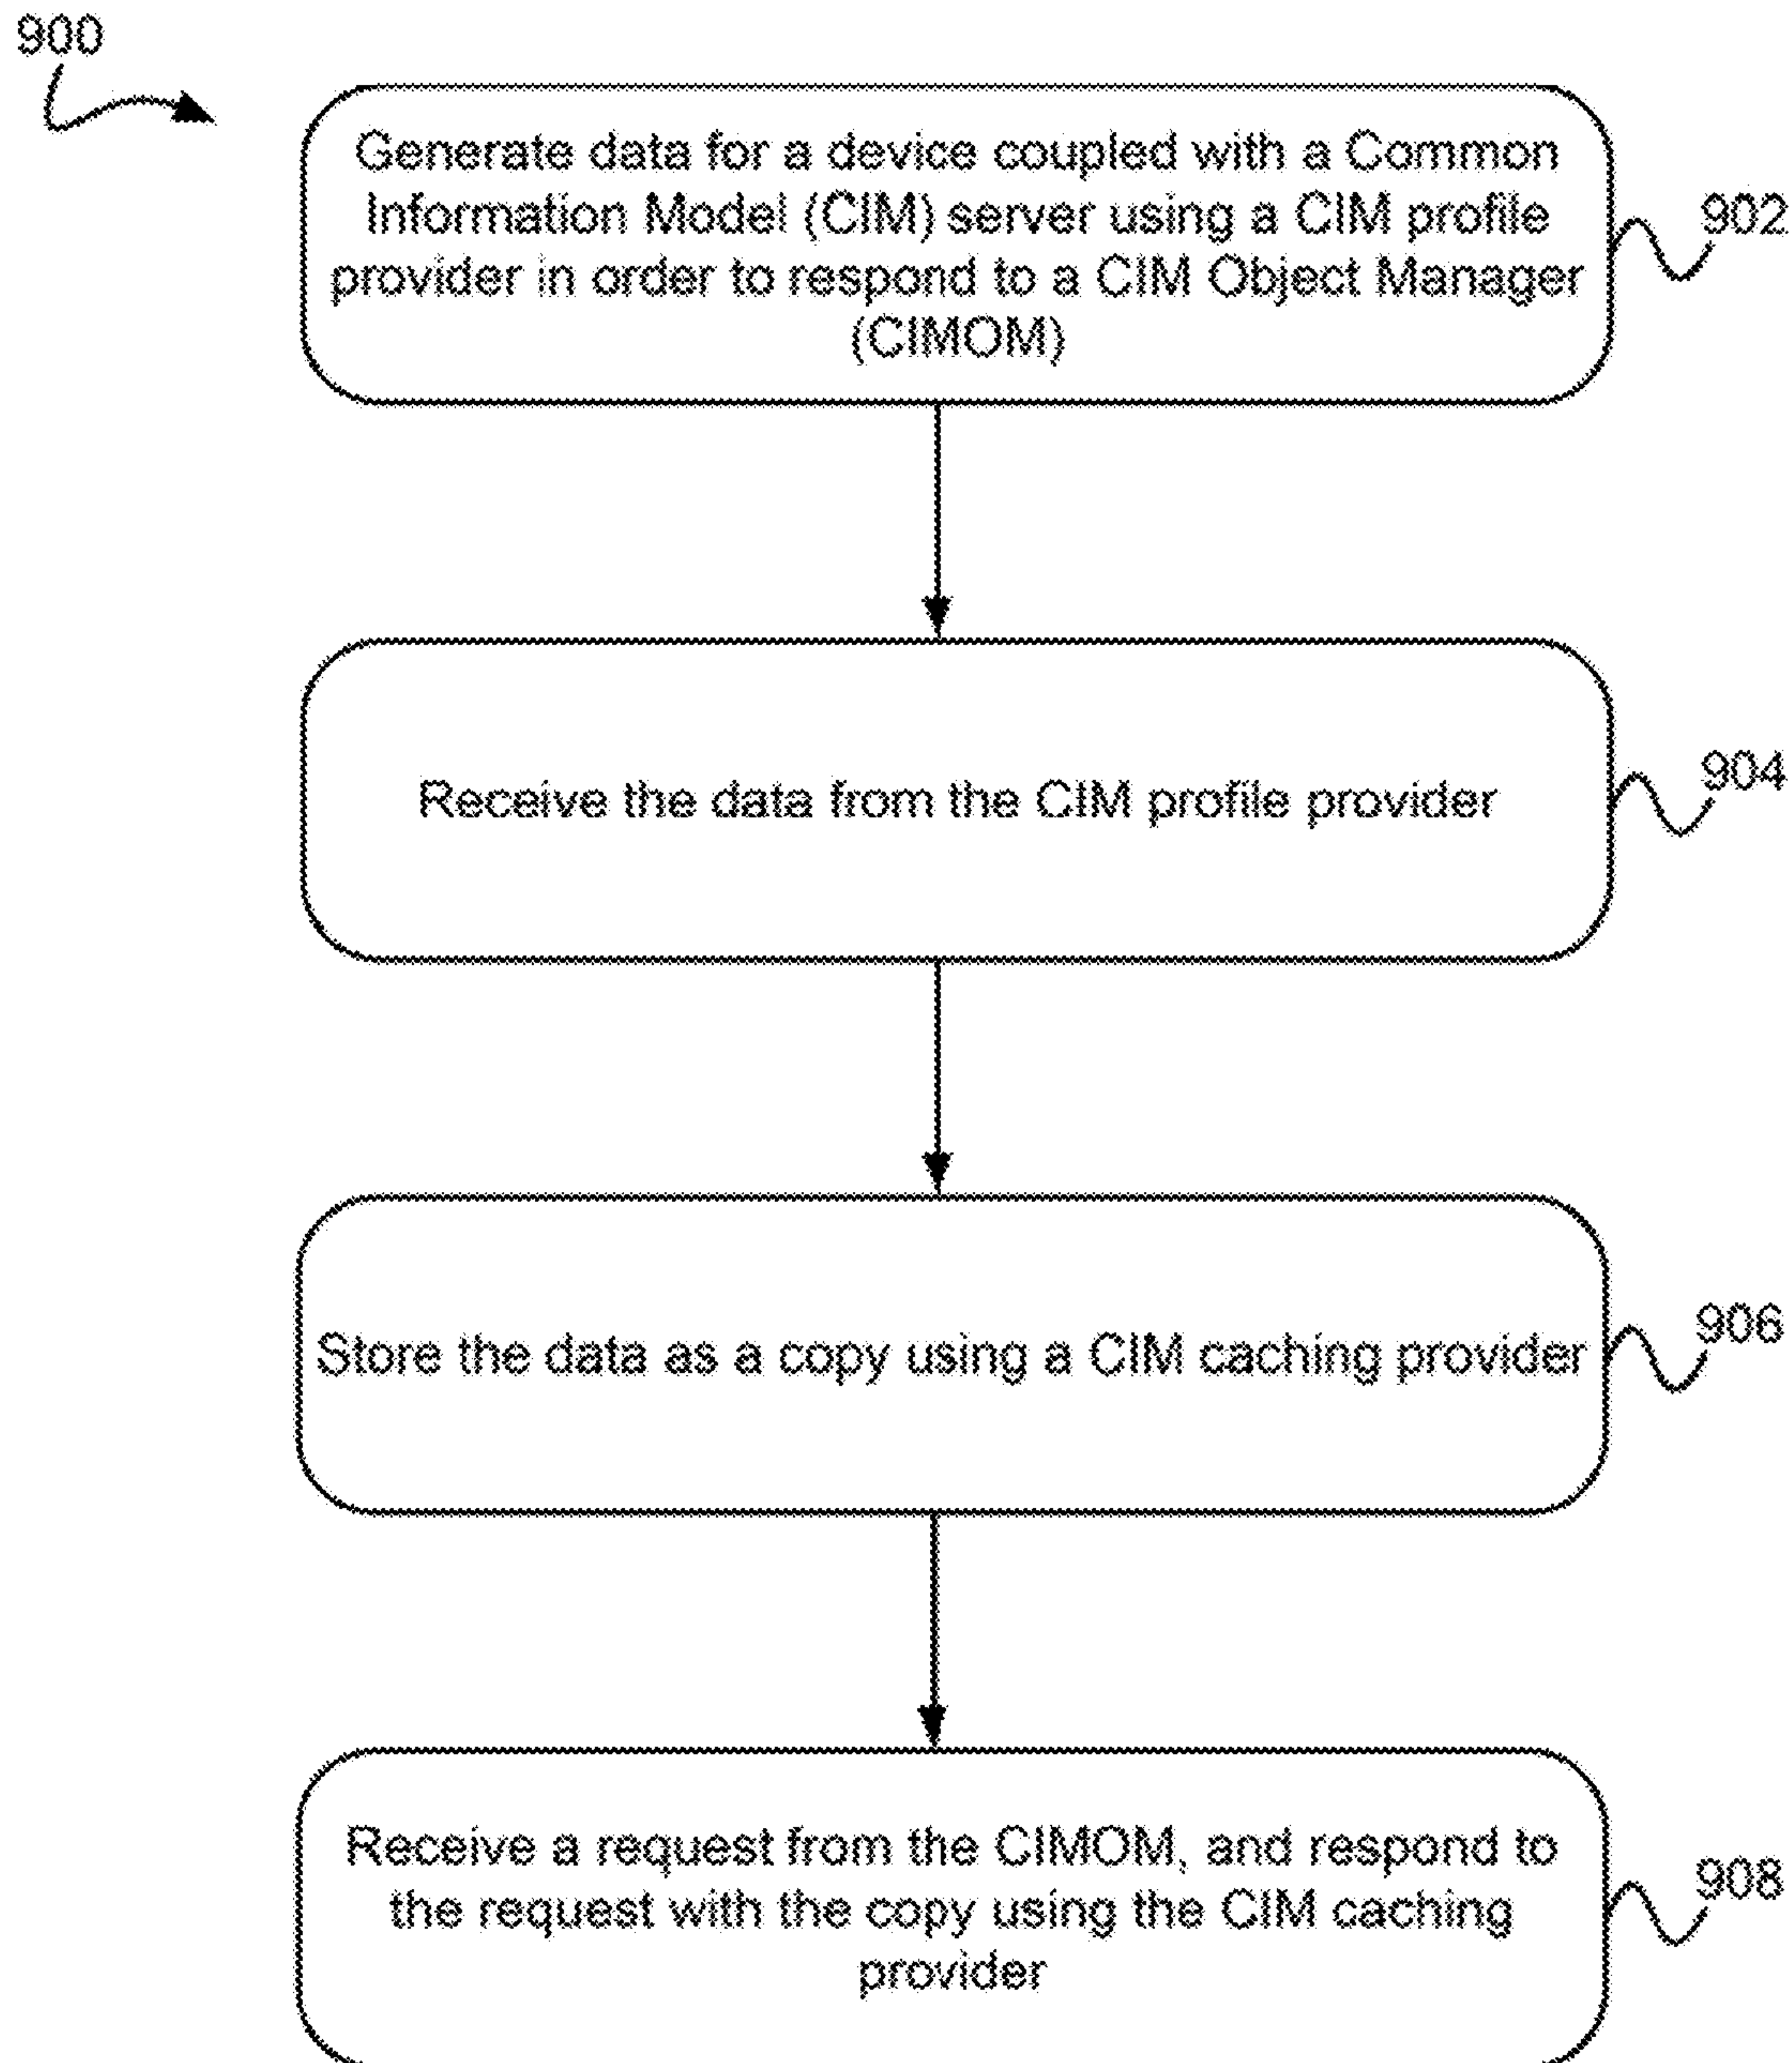 900
Generate data for a device coupled with a Common
Information Model (CIM) server using a CIM profile
provider in order to respond to a CIM Object Manager
(CIMOM)
902
Receive the data from the CIM profile provider
904
Store the data as a copy using a CIM caching provider
906
Receive a request from the CIMOM, and respond to
the request with the copy using the CIM caching
provider
908